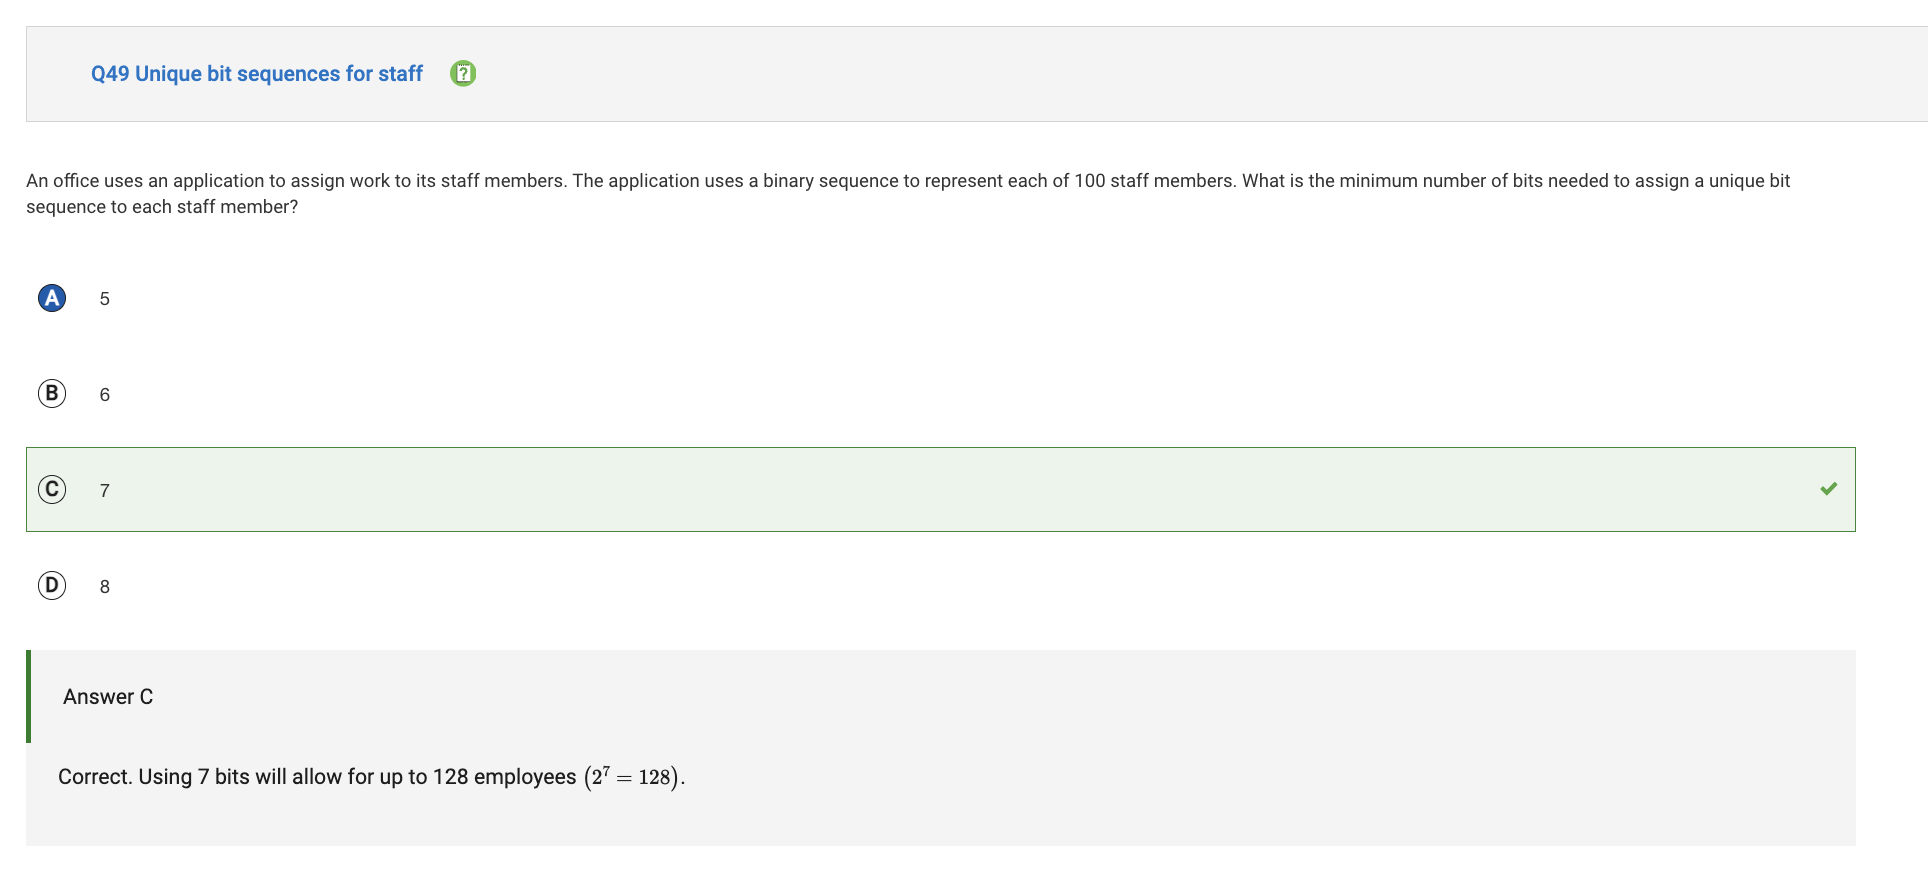 Q49 Unique bit sequences for staff
An office uses an application to assign work to its staff members. The application uses a binary sequence to represent each of 100 staff members. What is the minimum number of bits needed to assign a unique bit
sequence to each staff member?
A 5
B 6
C 7
D 8
Answer C
Correct. Using 7 bits will allow for up to 128 employees (2⁷ = 128).